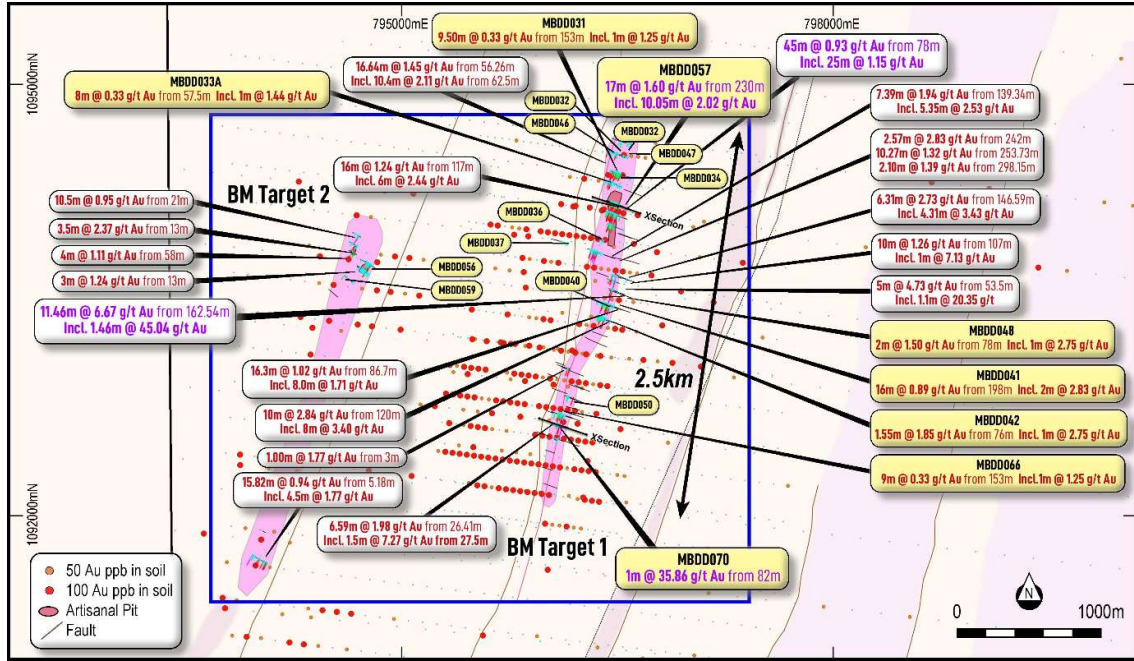 795000mE
798000mE
1095000mN
1092000mN
MBDD031
9.50m @ 0.33 g/t Au from 153m Incl. 1m @ 1.25 g/t Au
16.64m @ 1.45 g/t Au from 56.26m
Incl. 10.4m @ 2.11 g/t Au from 62.5m
MBDD033A
8m @ 0.33 g/t Au from 57.5m Incl. 1m @ 1.44 g/t Au
MBDD057
17m @ 1.60 g/t Au from 230m
Incl. 10.05m @ 2.02 g/t Au
45m @ 0.93 g/t Au from 78m
Incl. 25m @ 1.15 g/t Au
7.39m @ 1.94 g/t Au from 139.34m
Incl. 5.35m @ 2.53 g/t Au
2.57m @ 2.83 g/t Au from 242m
10.27m @ 1.32 g/t Au from 253.73m
2.10m @ 1.39 g/t Au from 298.15m
6.31m @ 2.73 g/t Au from 146.59m
Incl. 4.31m @ 3.43 g/t Au
10m @ 1.26 g/t Au from 107m
Incl. 1m @ 7.13 g/t Au
5m @ 4.73 g/t Au from 53.5m
Incl. 1.1m @ 20.35 g/t
MBDD048
2m @ 1.50 g/t Au from 78m Incl. 1m @ 2.75 g/t Au
MBDD041
16m @ 0.89 g/t Au from 198m Incl. 2m @ 2.83 g/t Au
MBDD042
1.55m @ 1.85 g/t Au from 76m Incl. 1m @ 2.75 g/t Au
MBDD066
9m @ 0.33 g/t Au from 153m Incl.1m @ 1.25 g/t Au
MBDD032
MBDD046
MBDD032
MBDD047
MBDD034
16m @ 1.24 g/t Au from 117m
Incl. 6m @ 2.44 g/t Au
XSection
BM Target 2
MBDD036
MBDD037
MBDD040
10.5m @ 0.95 g/t Au from 21m
3.5m @ 2.37 g/t Au from 13m
4m @ 1.11 g/t Au from 58m
3m @ 1.24 g/t Au from 13m
MBDD056
MBDD059
11.46m @ 6.67 g/t Au from 162.54m
Incl. 1.46m @ 45.04 g/t Au
16.3m @ 1.02 g/t Au from 86.7m
Incl. 8.0m @ 1.71 g/t Au
10m @ 2.84 g/t Au from 120m
Incl. 8m @ 3.40 g/t Au
1.00m @ 1.77 g/t Au from 3m
15.82m @ 0.94 g/t Au from 5.18m
Incl. 4.5m @ 1.77 g/t Au
6.59m @ 1.98 g/t Au from 26.41m
Incl. 1.5m @ 7.27 g/t Au from 27.5m
2.5km
MBDD050
XSection
BM Target 1
MBDD070
1m @ 35.86 g/t Au from 82m
50 Au ppb in soil
100 Au ppb in soil
Artisanal Pit
Fault
N
0 1000m